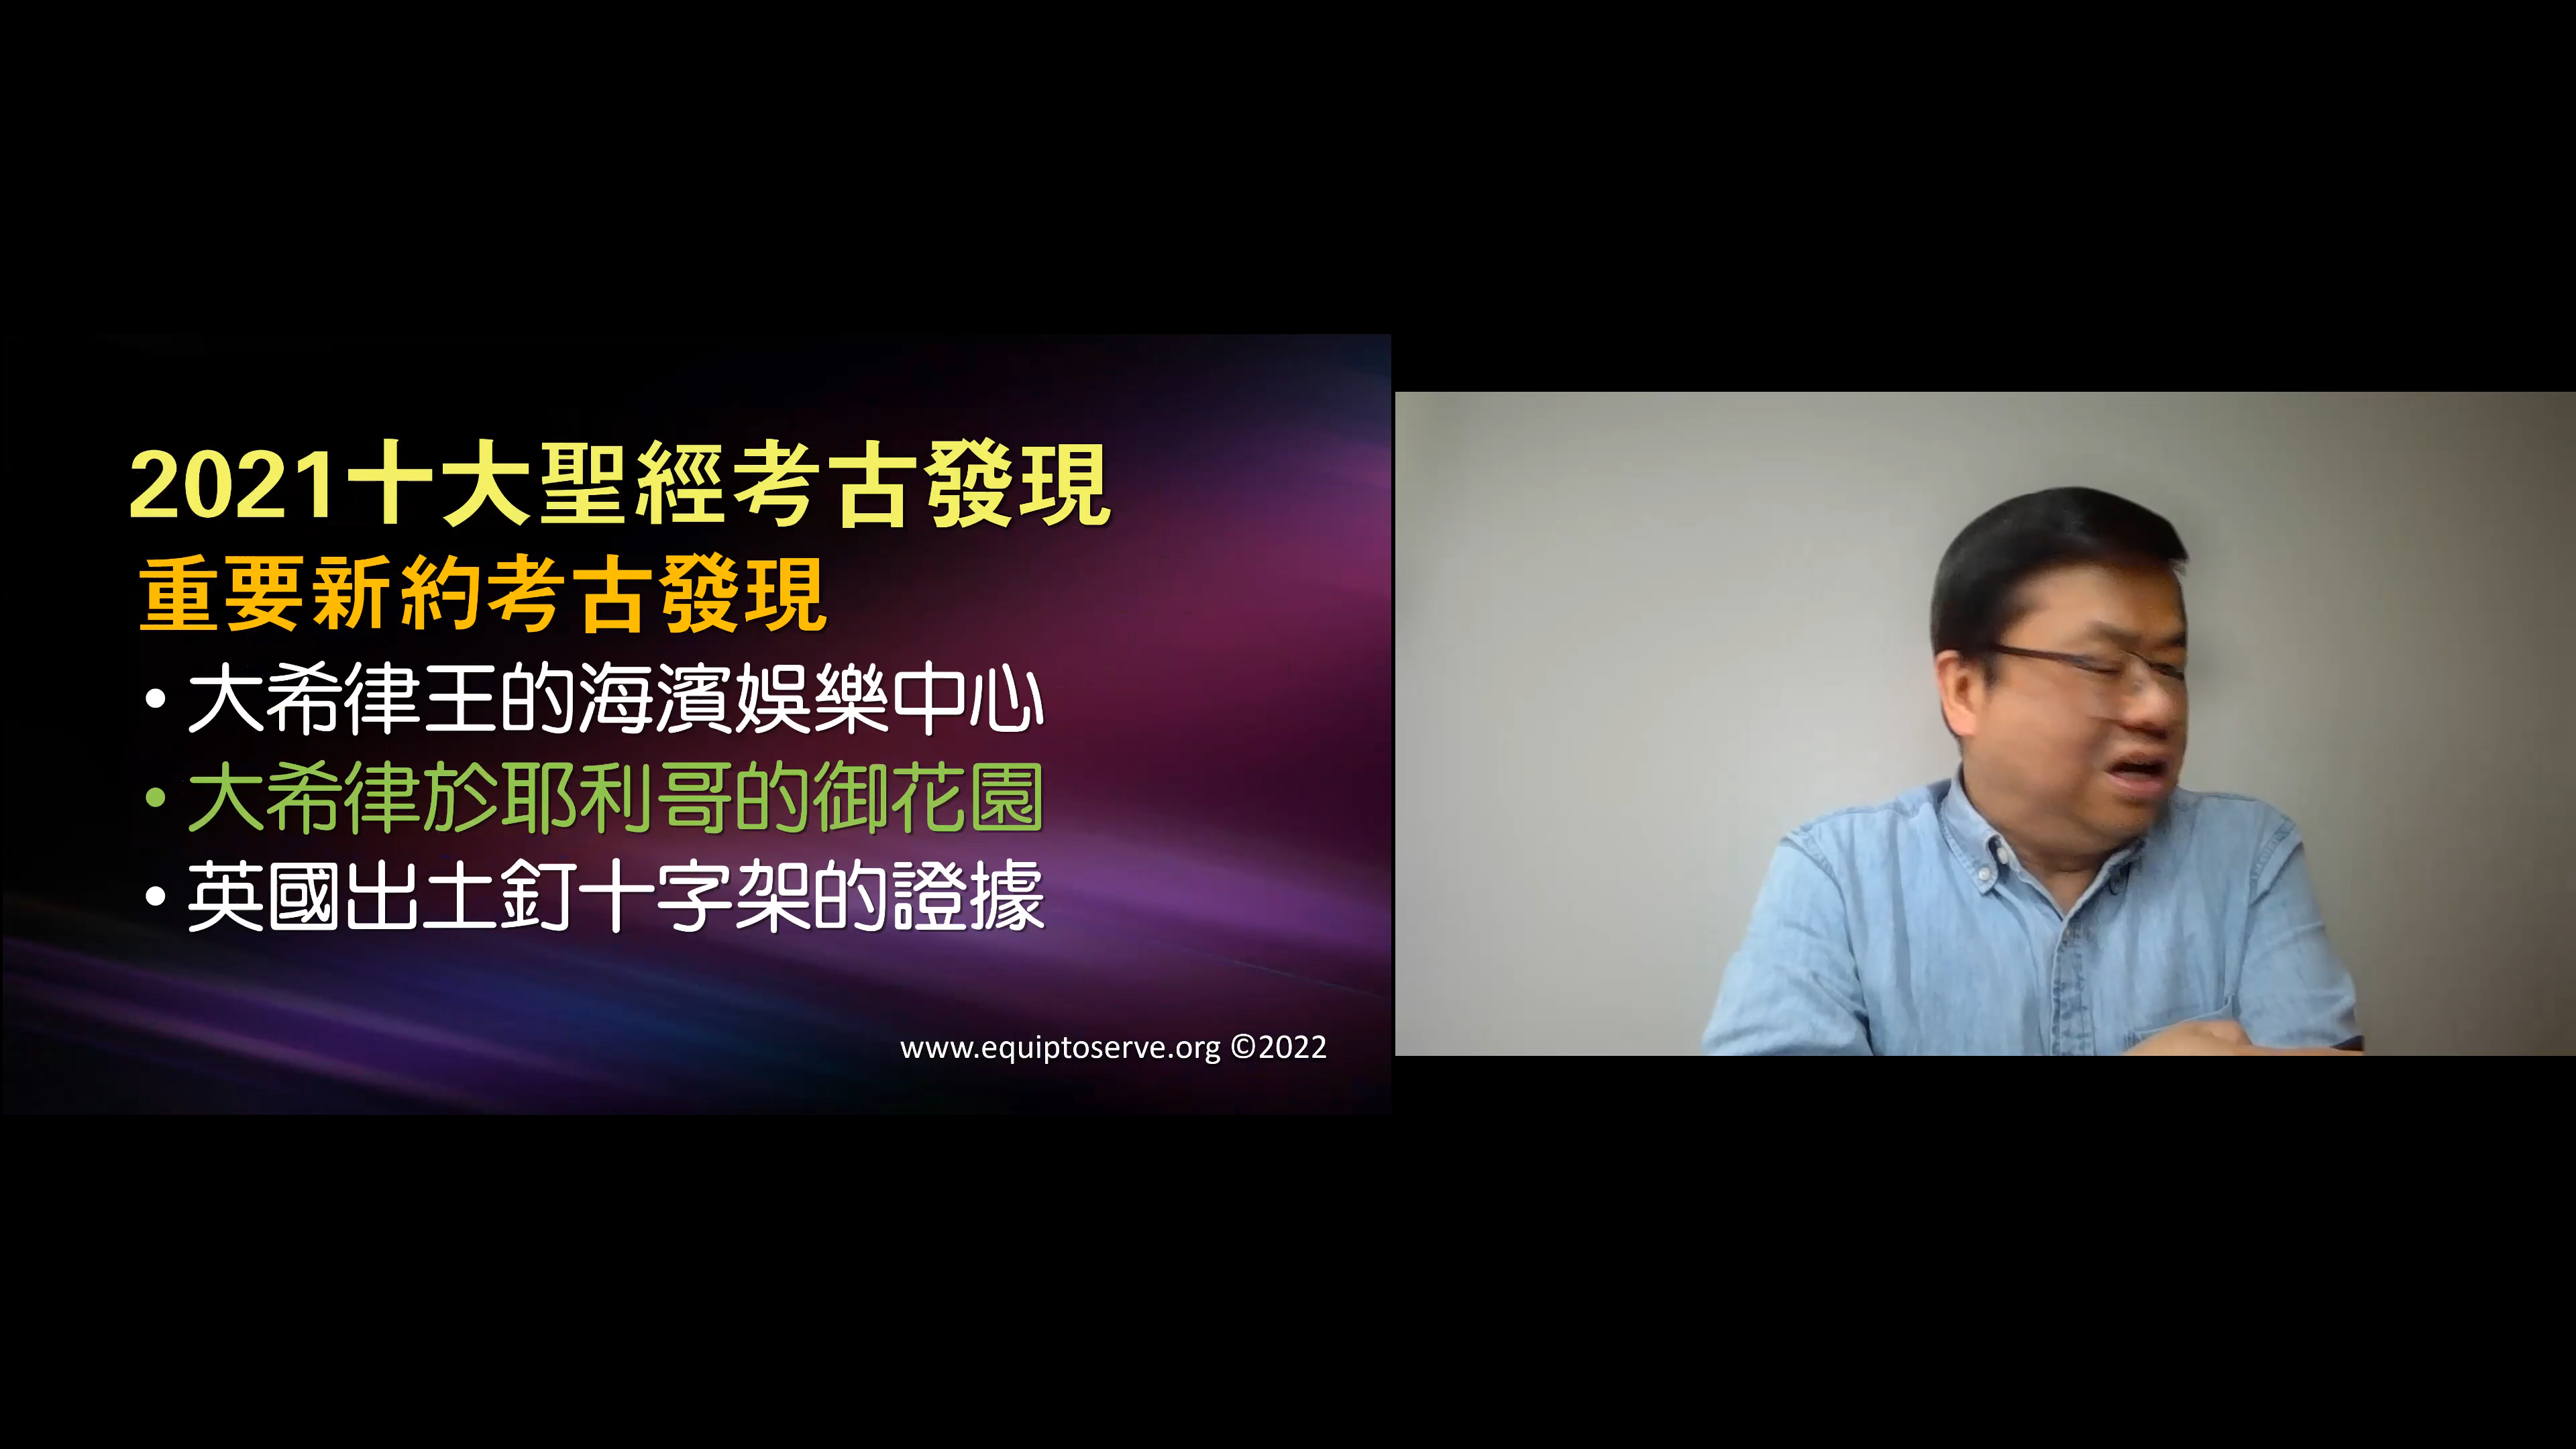 2021十大聖經考古發現
重要新約考古發現
• 大希律王的海濱娛樂中心
• 大希律於耶利哥的御花園
• 英國出土釘十字架的證據
www.equiptoserve.org ©2022